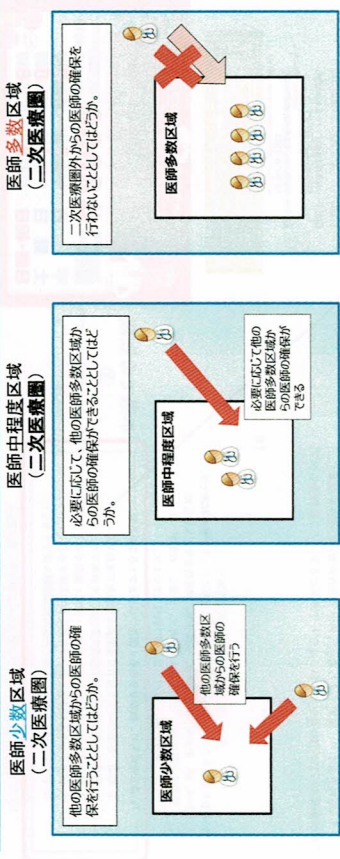 医師少数区域
(二次医療圏)
他の医師多数区域からの医師の確
保を行うこととしてはどうか。
医師少数区域
他の医師多数区
域からの医師の
確保を行う
医師中程度区域
(二次医療圏)
必要に応じて、他の医師多数区域か
らの医師の確保ができることとしてはど
うか。
医師中程度区域
必要に応じて他の
医師多数区域か
らの医師の確保が
できる
医師多数区域
(二次医療圏)
二次医療圏外からの医師の確保を
行わないこととしてはどうか。
医師多数区域